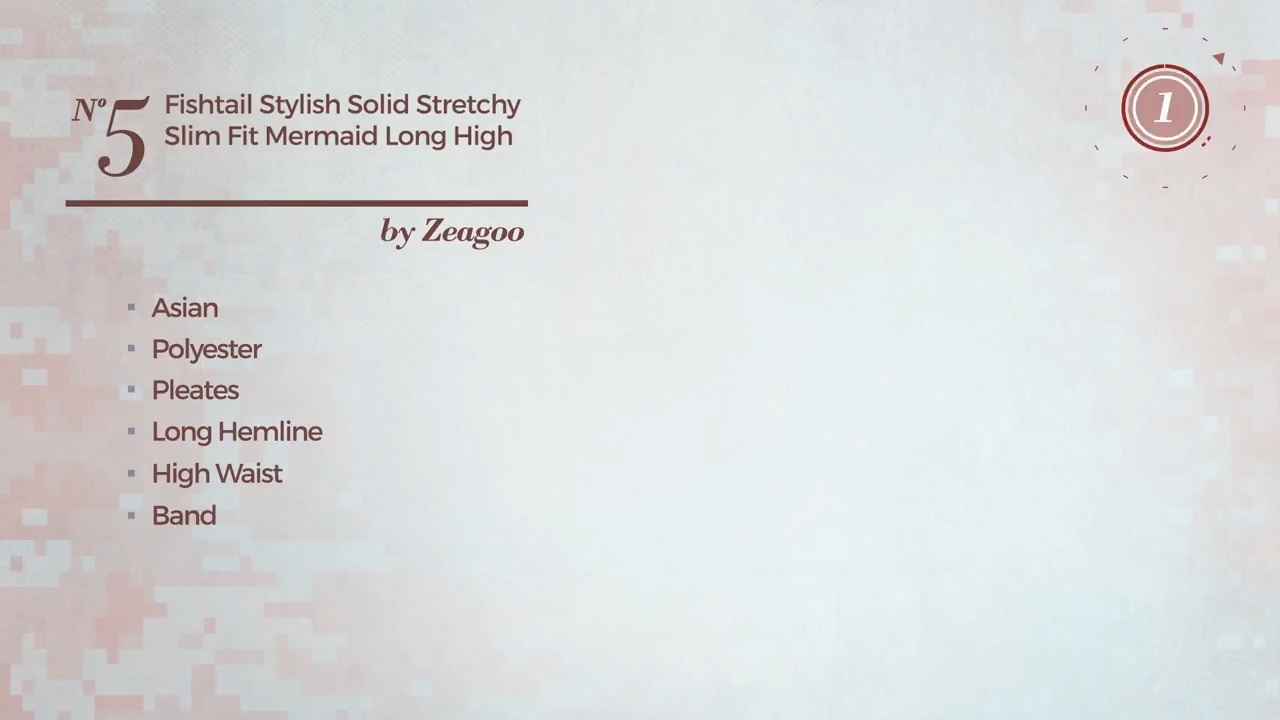 Nº5 Fishtail Stylish Solid Stretchy
Slim Fit Mermaid Long High
by Zeagoo
Asian
Polyester
Pleates
Long Hemline
High Waist
Band
1